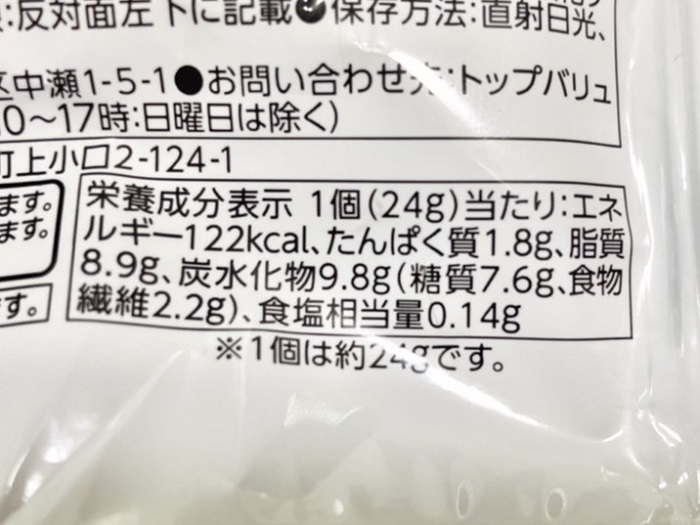 :反対面左下に記載●保存方法:直射日光、
区中瀬1-5-1●お問い合わせ先:トップバリュ
0～17時:日曜日は除く)
町上小口2-124-1
ます。
ます。
です。
栄養成分表示 1個(24g)当たり:エネ
ルギー122kcal、たんぱく質1.8g、脂質
8.9g、炭水化物9.8g(糖質7.6g、食物
繊維2.2g)、食塩相当量0.14g
※1個は約24gです。